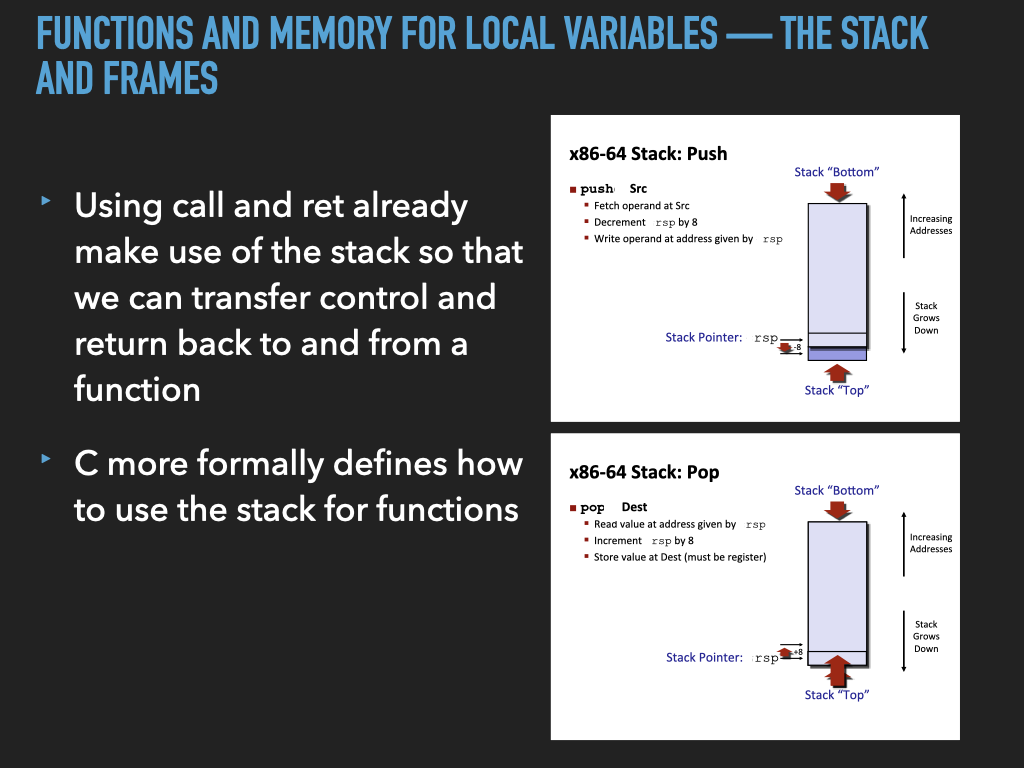 FUNCTIONS AND MEMORY FOR LOCAL VARIABLES — THE STACK
AND FRAMES
Using call and ret already
make use of the stack so that
we can transfer control and
return back to and from a
function
C more formally defines how
to use the stack for functions
x86-64 Stack: Push
push Src
Fetch operand at Src
Decrement rsp by 8
Write operand at address given by rsp
Stack “Bottom”
Increasing
Addresses
Stack
Grows
Down
Stack Pointer: rsp
-8
Stack “Top”
x86-64 Stack: Pop
pop Dest
Read value at address given by rsp
Increment rsp by 8
Store value at Dest (must be register)
Stack “Bottom”
Increasing
Addresses
Stack
Grows
Down
Stack Pointer: rsp
+8
Stack “Top”